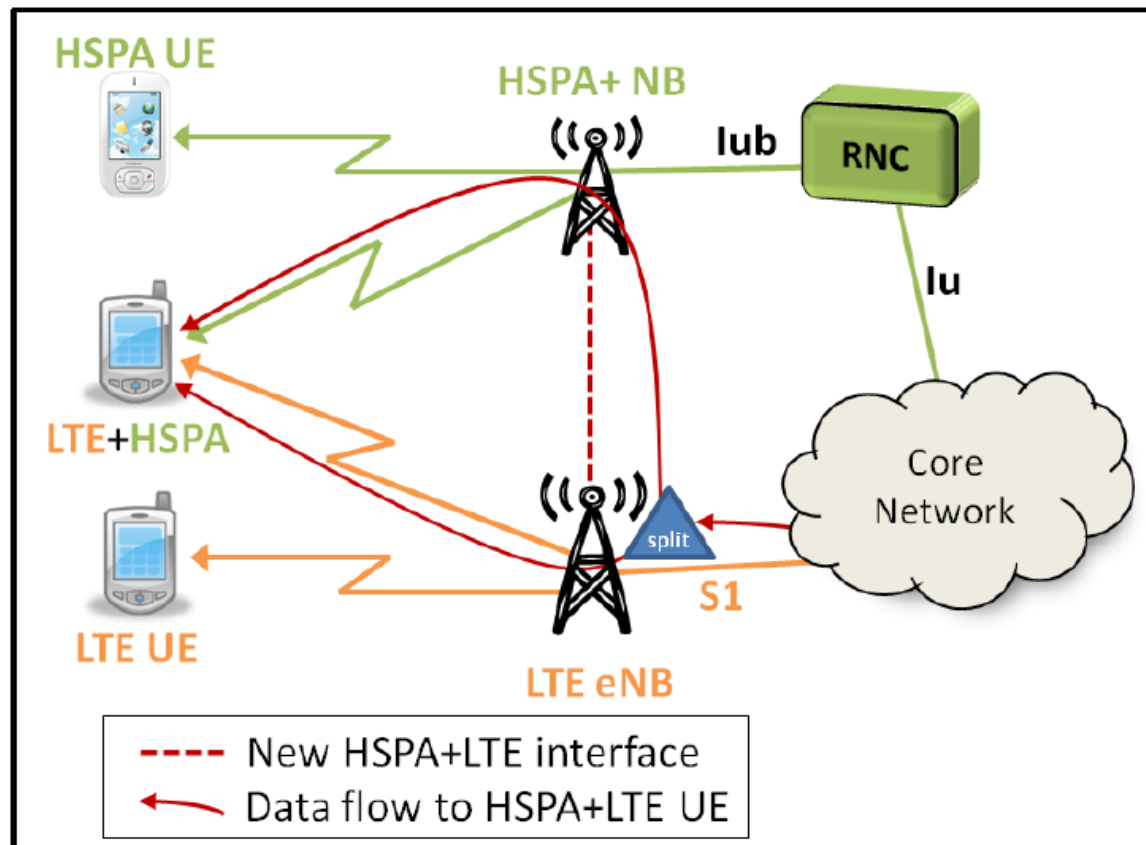 HSPA UE
HSPA+ NB
Iub
RNC
Iu
LTE+HSPA
Core
Network
split
S1
LTE UE
LTE eNB
New HSPA+LTE interface
Data flow to HSPA+LTE UE